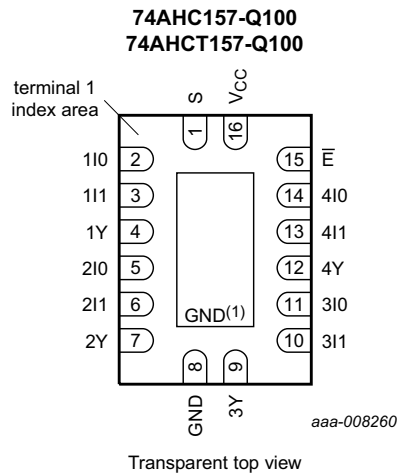 74AHC157-Q100
74AHCT157-Q100
terminal 1
index area
S
VCC
1
16
1I0 2
15 E̅
1I1 3
14 4I0
1Y 4
13 4I1
2I0 5
12 4Y
2I1 6
11 3I0
2Y 7
10 3I1
GND(1)
8
9
GND
3Y
aaa-008260
Transparent top view